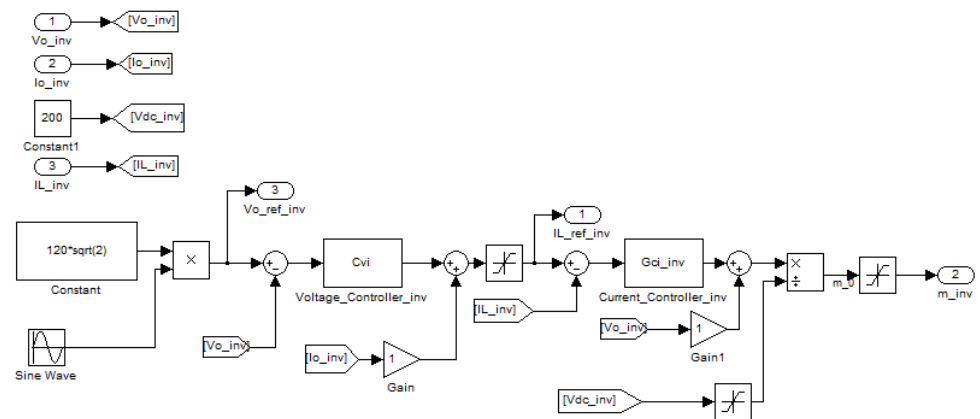 1
[Vo_inv]
Vo_inv
2
[Io_inv]
Io_inv
200
[Vdc_inv]
Constant1
3
[IL_inv]
IL_inv
3
Vo_ref_inv
1
IL_ref_inv
120*sqrt(2)
Constant
×
Cvi
Voltage_Controller_inv
Gci_inv
Current_Controller_inv
×
÷
m_0
2
m_inv
[Vo_inv]
[Io_inv]
1
Gain
[IL_inv]
[Vo_inv]
1
Gain1
[Vdc_inv]
Sine Wave